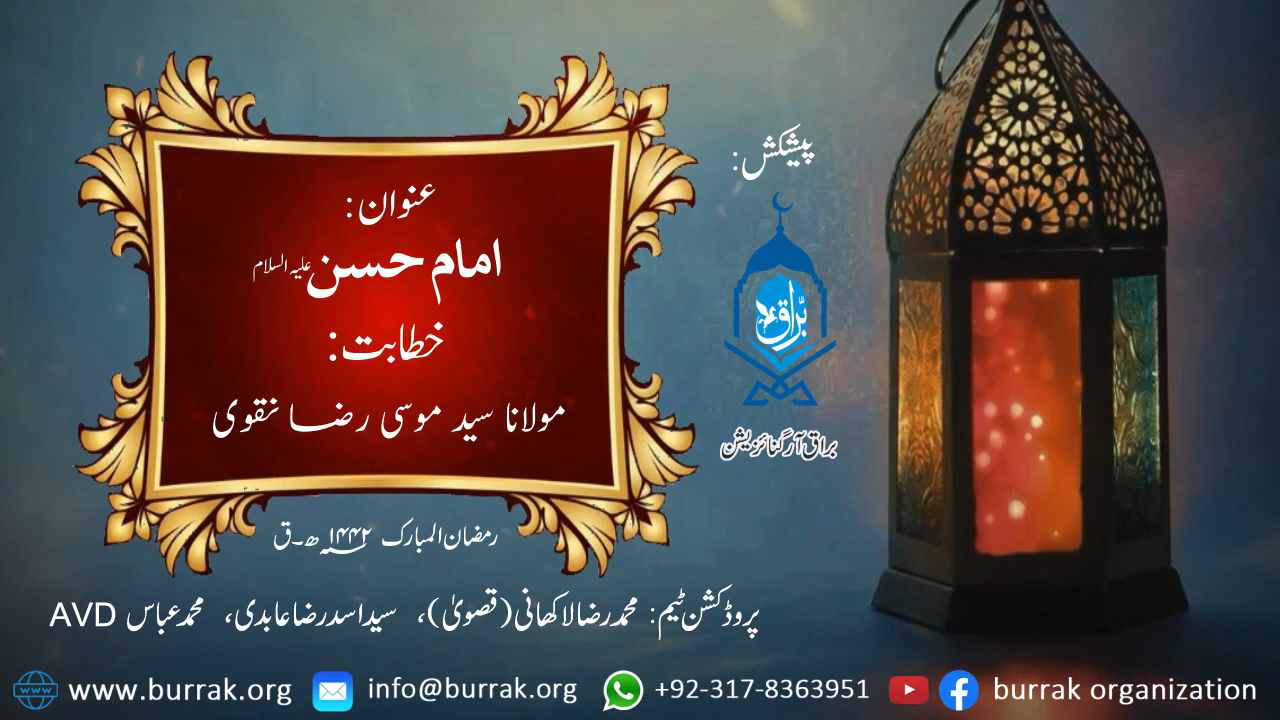 عنوان:
امام حسن علیہ السلام
خطابت:
مولانا سید موسی رضا نقوی
پیشکش:
براق
براق آرگنائزیشن
رمضان المبارک ۱۴۴۲ھ۔ق
پروڈکشن ٹیم: محمد رضا لاکھانی (قصویٰ)، سید اسد رضا عابدی، محمد عباس AVD
www.burrak.org info@burrak.org +92-317-8363951 burrak organization